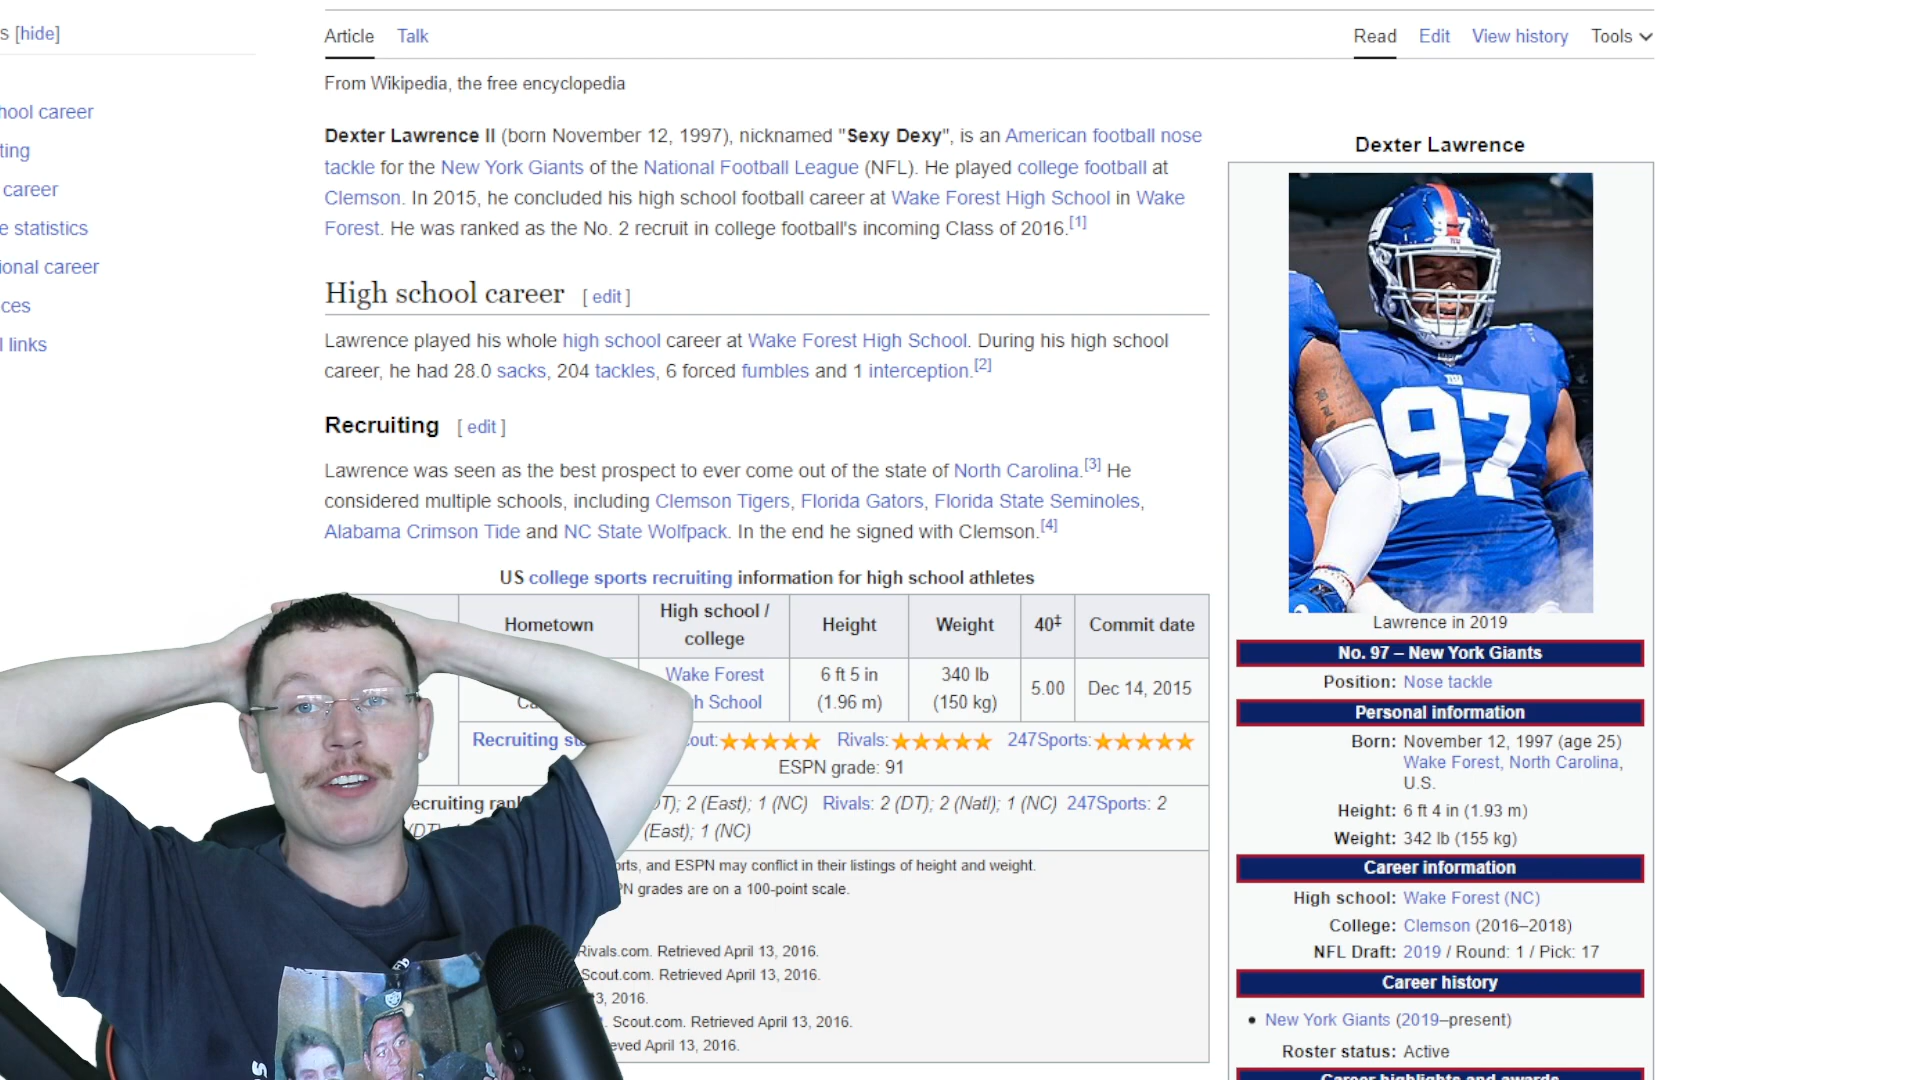 s [hide]
hool career
ting
career
e statistics
ional career
ces
l links
Article Talk
Read Edit View history Tools
From Wikipedia, the free encyclopedia
Dexter Lawrence II (born November 12, 1997), nicknamed "Sexy Dexy", is an American football nose
tackle for the New York Giants of the National Football League (NFL). He played college football at
Clemson. In 2015, he concluded his high school football career at Wake Forest High School in Wake
Forest. He was ranked as the No. 2 recruit in college football's incoming Class of 2016.[1]
High school career [ edit ]
Lawrence played his whole high school career at Wake Forest High School. During his high school
career, he had 28.0 sacks, 204 tackles, 6 forced fumbles and 1 interception.[2]
Recruiting [ edit ]
Lawrence was seen as the best prospect to ever come out of the state of North Carolina.[3] He
considered multiple schools, including Clemson Tigers, Florida Gators, Florida State Seminoles,
Alabama Crimson Tide and NC State Wolfpack. In the end he signed with Clemson.[4]
US college sports recruiting information for high school athletes
Hometown High school / college Height Weight 40‡ Commit date
Ca Wake Forest
h School
6 ft 5 in
(1.96 m)
340 lb
(150 kg)
5.00 Dec 14, 2015
Recruiting st out: ★★★★★ Rivals: ★★★★★ 247Sports: ★★★★★
ESPN grade: 91
ecruiting ran T); 2 (East); 1 (NC) Rivals: 2 (DT); 2 (Natl); 1 (NC) 247Sports: 2
(DT (East); 1 (NC)
orts, and ESPN may conflict in their listings of height and weight.
PN grades are on a 100-point scale.
Rivals.com. Retrieved April 13, 2016.
Scout.com. Retrieved April 13, 2016.
3, 2016.
. Scout.com. Retrieved April 13, 2016.
eved April 13, 2016.
Dexter Lawrence
97
Lawrence in 2019
No. 97 – New York Giants
Position: Nose tackle
Personal information
Born: November 12, 1997 (age 25)
Wake Forest, North Carolina,
U.S.
Height: 6 ft 4 in (1.93 m)
Weight: 342 lb (155 kg)
Career information
High school: Wake Forest (NC)
College: Clemson (2016–2018)
NFL Draft: 2019 / Round: 1 / Pick: 17
Career history
• New York Giants (2019–present)
Roster status: Active
Career highlights and awards